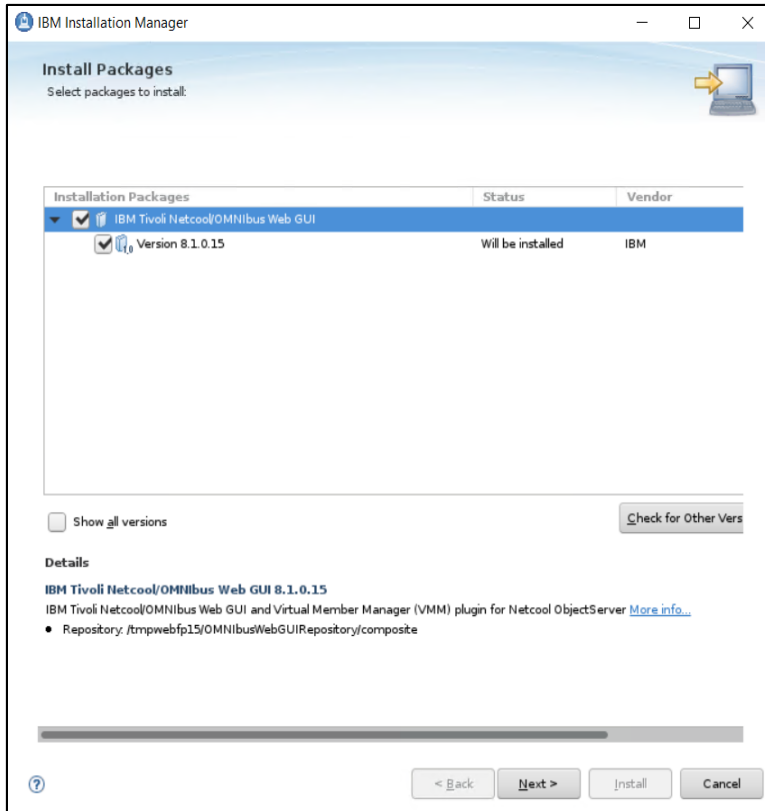 IBM Installation Manager
Install Packages
Select packages to install:
Installation Packages Status Vendor
IBM Tivoli Netcool/OMNIbus Web GUI
Version 8.1.0.15 Will be installed IBM
Show all versions
Check for Other Vers
Details
IBM Tivoli Netcool/OMNIbus Web GUI 8.1.0.15
IBM Tivoli Netcool/OMNIbus Web GUI and Virtual Member Manager (VMM) plugin for Netcool ObjectServer More info...
• Repository: /tmpwebfp15/OMNIbusWebGUIRepository/composite
? < Back Next > Install Cancel